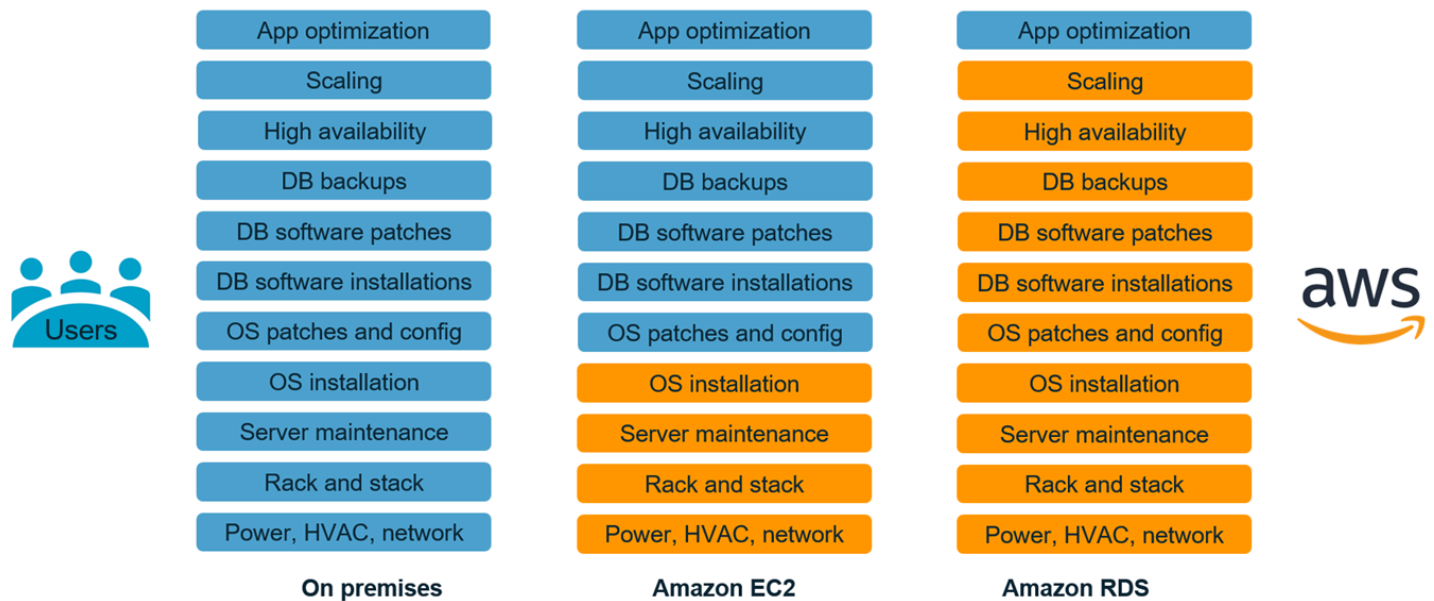 App optimization
Scaling
High availability
DB backups
DB software patches
DB software installations
OS patches and config
OS installation
Server maintenance
Rack and stack
Power, HVAC, network
On premises
App optimization
Scaling
High availability
DB backups
DB software patches
DB software installations
OS patches and config
OS installation
Server maintenance
Rack and stack
Power, HVAC, network
Amazon EC2
App optimization
Scaling
High availability
DB backups
DB software patches
DB software installations
OS patches and config
OS installation
Server maintenance
Rack and stack
Power, HVAC, network
Amazon RDS
Users
aws